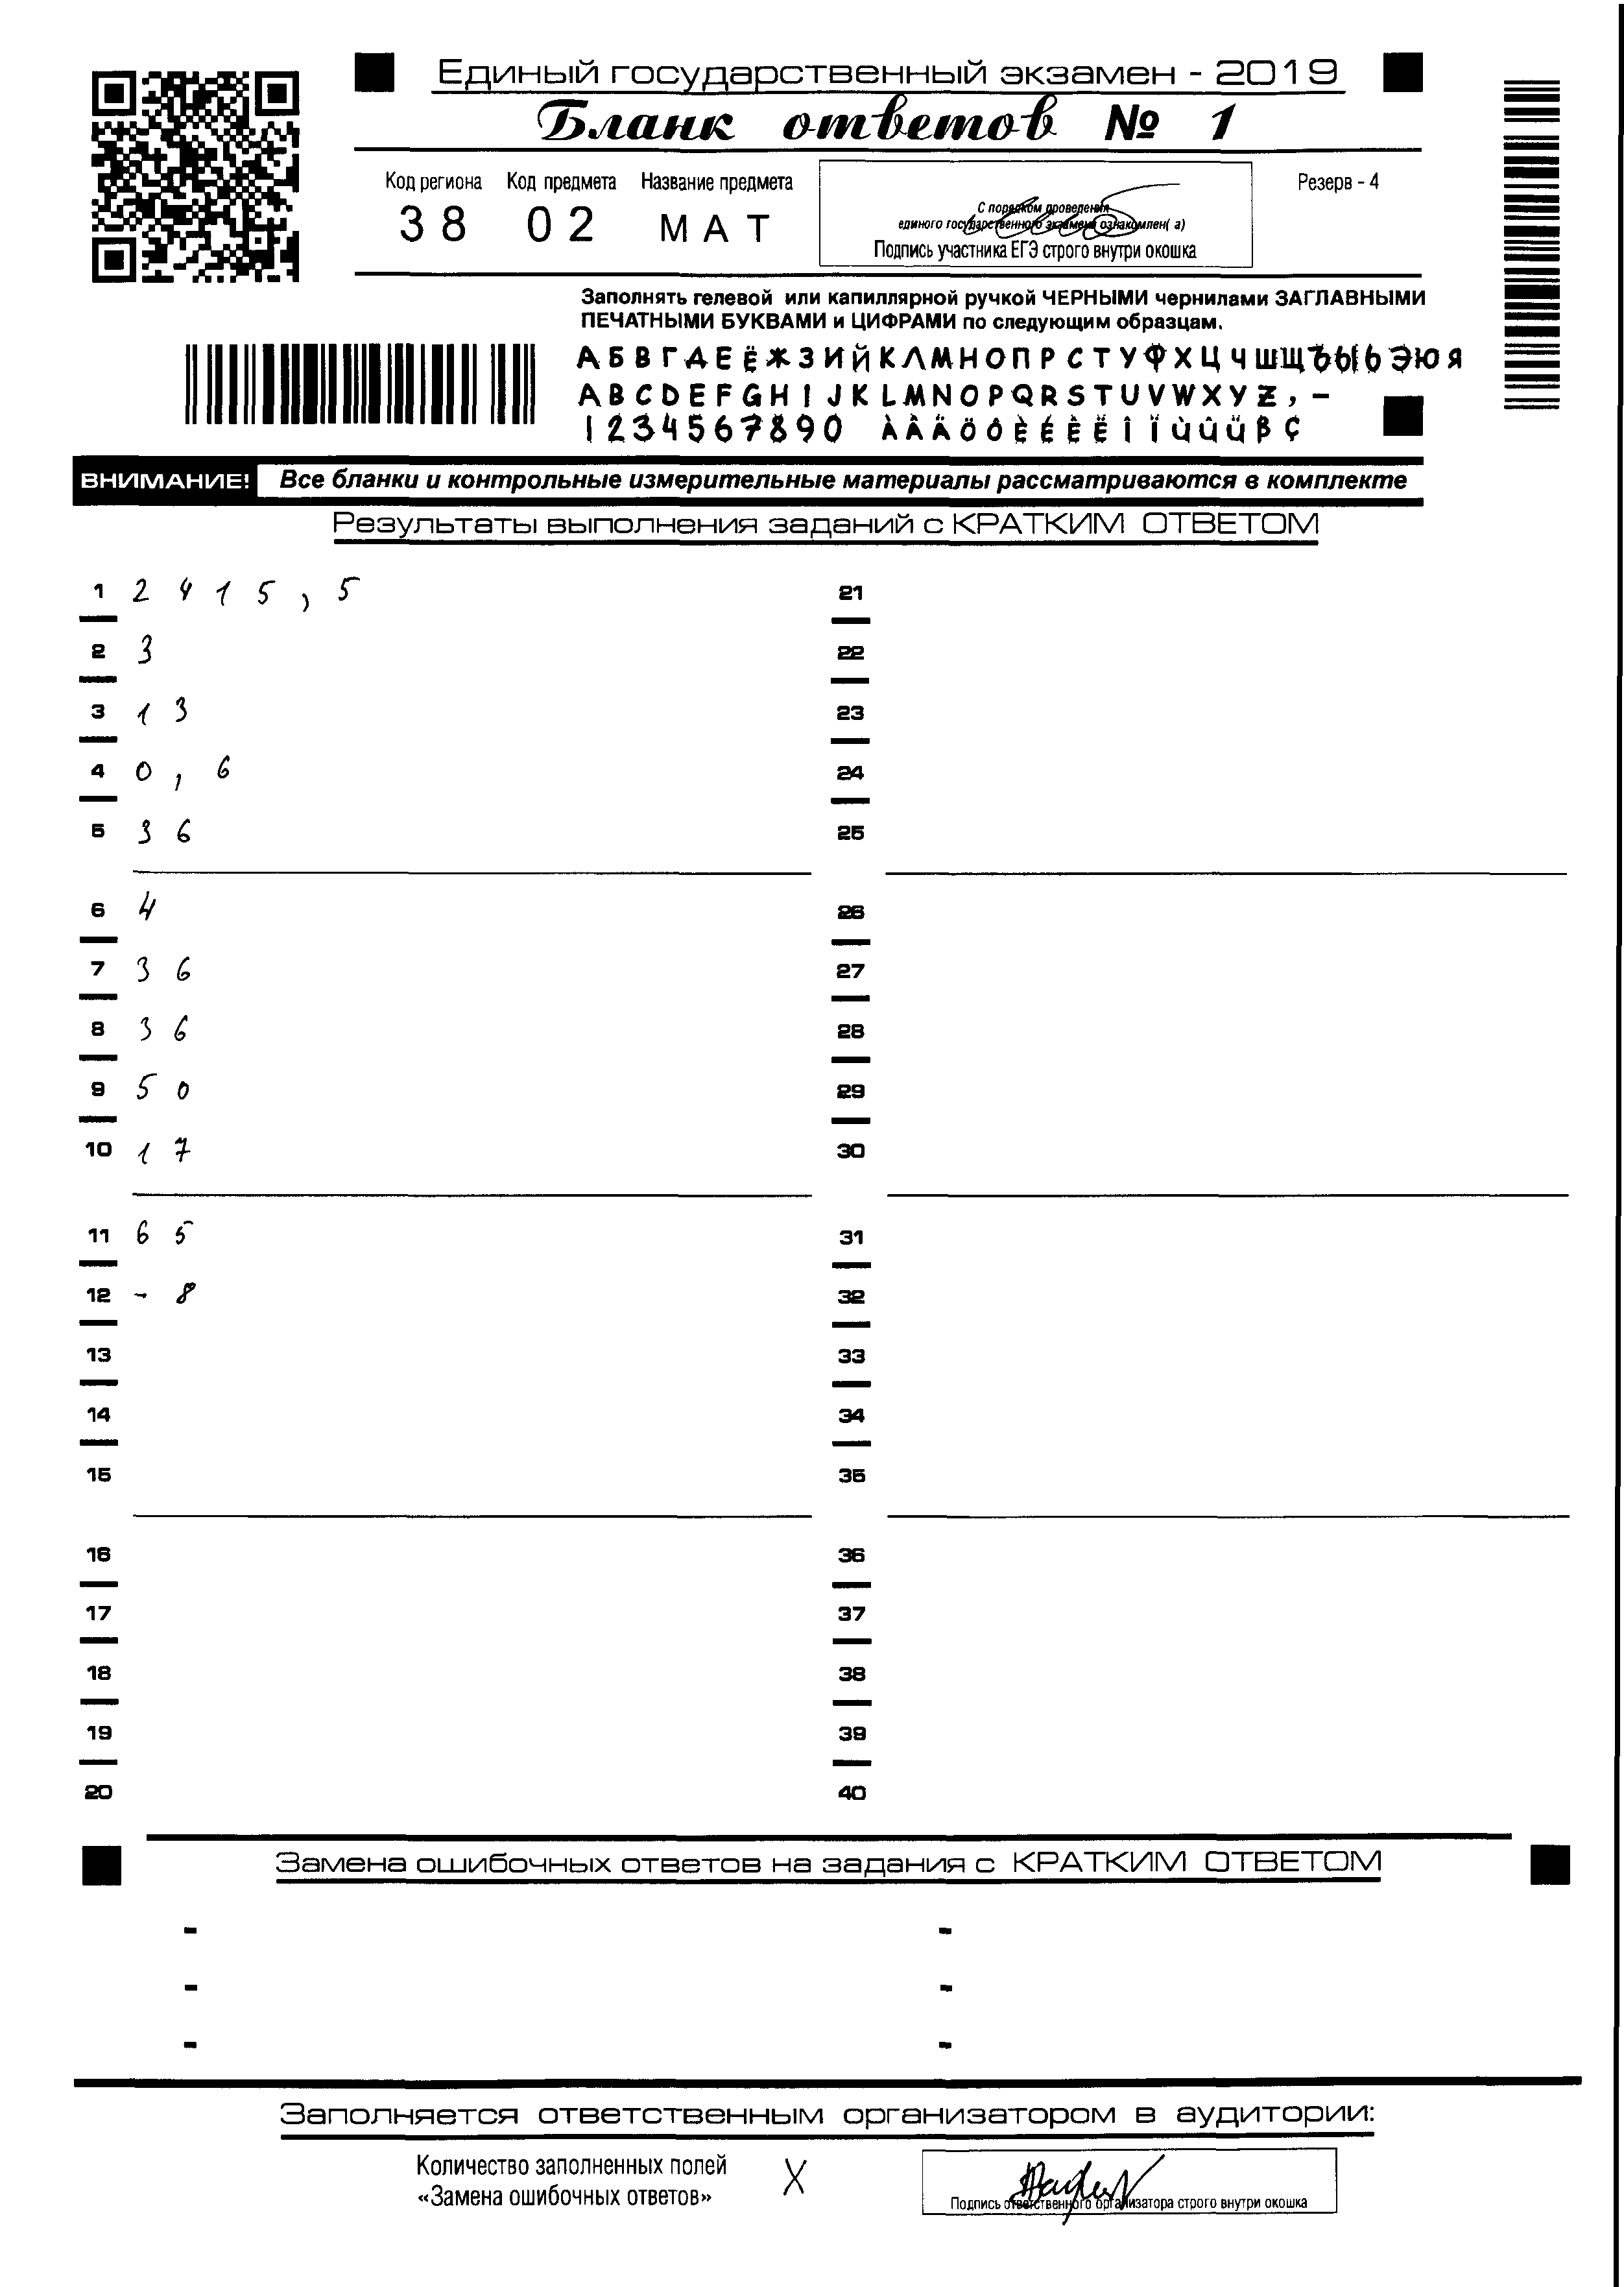 Единый государственный экзамен - 2019
Бланк ответов № 1
Код региона Код предмета Название предмета
38 02 МАТ
Резерв - 4
С порядком проведения
единого государственного экзамена ознакомлен( а)
Подпись участника ЕГЭ строго внутри окошка
Заполнять гелевой или капиллярной ручкой ЧЕРНЫМИ чернилами ЗАГЛАВНЫМИ
ПЕЧАТНЫМИ БУКВАМИ и ЦИФРАМИ по следующим образцам.
АБВГДЕЁЖЗИЙКЛМНОПРСТУФХЦЧШЩЪЫЬЭЮЯ
ABCDEFGHIJKLMNOPQRSTUVWXYZ,-
1234567890 ÀÂÄÖÔÈÉÊËÎÏÙÛÜßÇ
ВНИМАНИЕ! Все бланки и контрольные измерительные материалы рассматриваются в комплекте
Результаты выполнения заданий с КРАТКИМ ОТВЕТОМ
1 2415,5
2 3
3 13
4 0,6
5 36
6 4
7 36
8 36
9 50
10 17
11 65
12 -8
13
14
15
16
17
18
19
20
21
22
23
24
25
26
27
28
29
30
31
32
33
34
35
36
37
38
39
40
Замена ошибочных ответов на задания с КРАТКИМ ОТВЕТОМ
-
-
-
-
-
-
Заполняется ответственным организатором в аудитории:
Количество заполненных полей
«Замена ошибочных ответов»
X
Подпись ответственного организатора строго внутри окошка